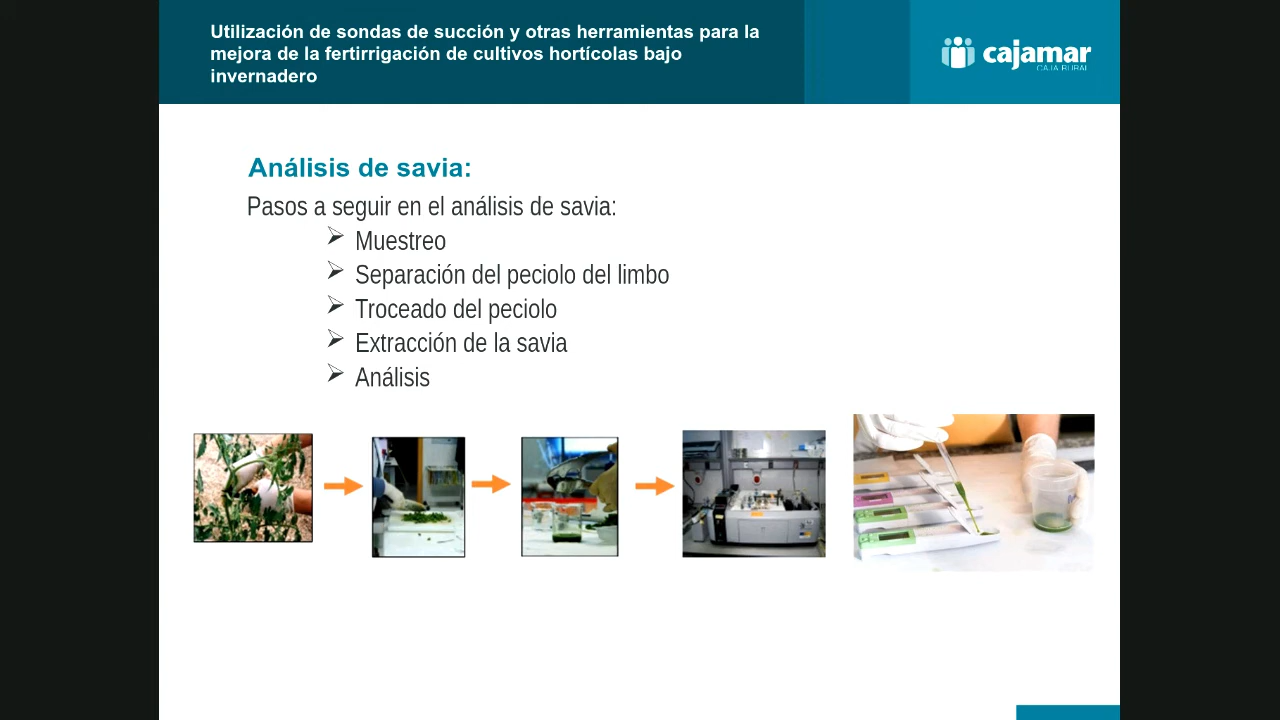 Utilización de sondas de succión y otras herramientas para la
mejora de la fertirrigación de cultivos hortícolas bajo
invernadero
cajamar
CAJA RURAL
Análisis de savia:
Pasos a seguir en el análisis de savia:
Muestreo
Separación del peciolo del limbo
Troceado del peciolo
Extracción de la savia
Análisis